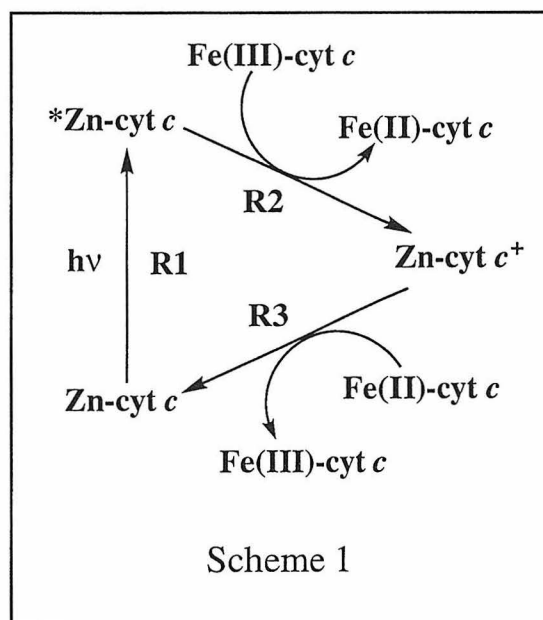 Fe(III)-cyt c
*Zn-cyt c
Fe(II)-cyt c
R2
hν
R1
Zn-cyt c⁺
R3
Zn-cyt c
Fe(II)-cyt c
Fe(III)-cyt c
Scheme 1